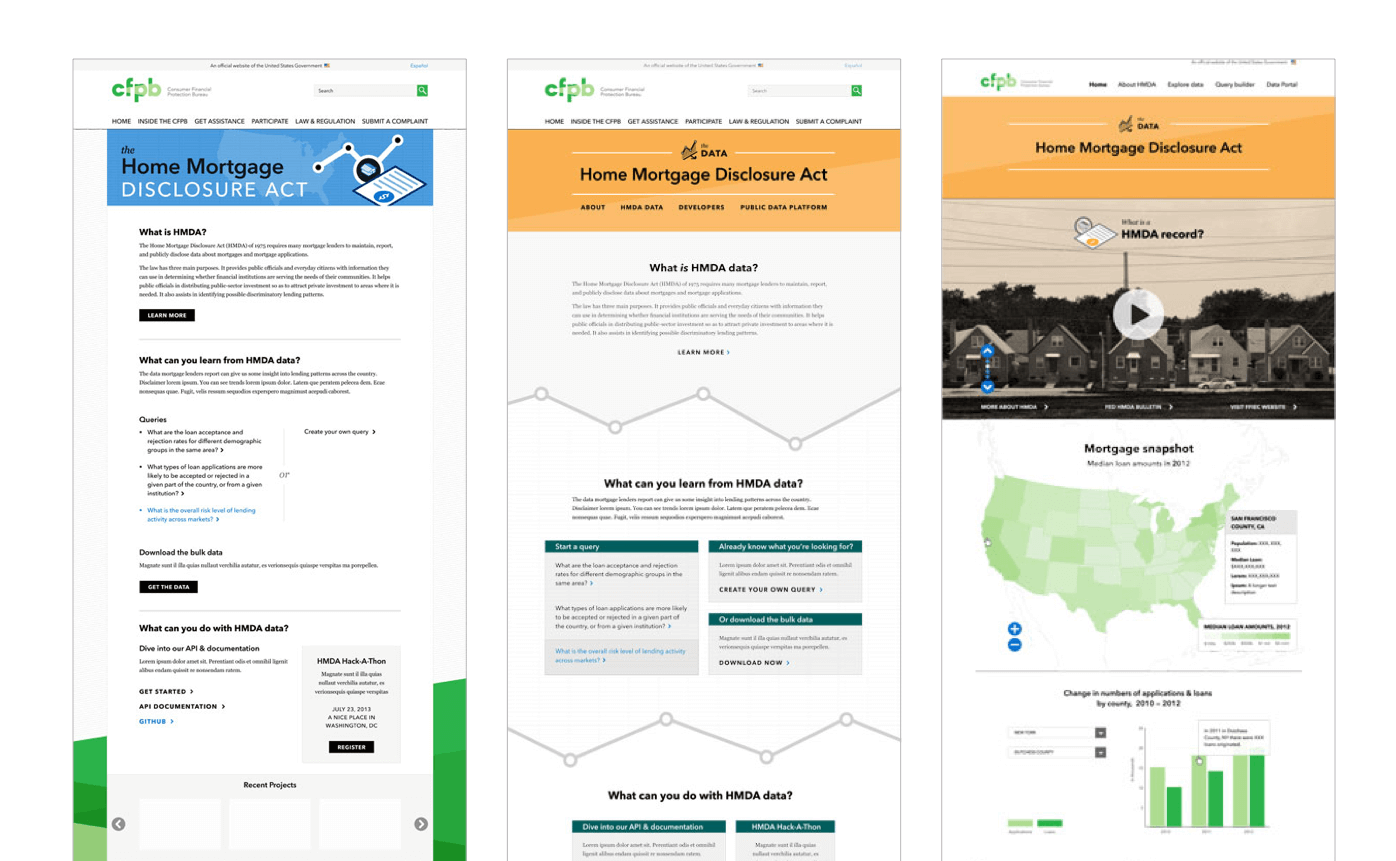 An official website of the United States Government
Español
cfpb
Consumer Financial
Protection Bureau
Search
HOME INSIDE THE CFPB GET ASSISTANCE PARTICIPATE LAW & REGULATION SUBMIT A COMPLAINT
the
Home Mortgage
DISCLOSURE ACT
What is HMDA?
The Home Mortgage Disclosure Act (HMDA) of 1975 requires many mortgage lenders to maintain, report,
and publicly disclose data about mortgages and mortgage applications.
The law has three main purposes. It provides public officials and everyday citizens with information they
can use in determining whether financial institutions are serving the needs of their communities. It helps
public officials in distributing public-sector investment so as to attract private investment to areas where it is
needed. It also assists in identifying possible discriminatory lending patterns.
LEARN MORE
What can you learn from HMDA data?
The data mortgage lenders report can give us some insight into lending patterns across the country.
Disclaimer lorem ipsum. You can see trends lorem ipsum dolor. Latem que peratem pelecea dem. Ecae
nonsequas quae. Fugit, velis ressum sequodios experspero magnimust acepudi caborest.
Queries
• What are the loan acceptance and
rejection rates for different demographic
groups in the same area?
• What types of loan applications are more
likely to be accepted or rejected in a
given part of the country, or from a given
institution?
• What is the overall risk level of lending
activity across markets?
or
Create your own query
Download the bulk data
Magnate sunt il illa quias nullaut verchilia autatur, es verionsequis quiaspe veruptas ma porepellen.
GET THE DATA
What can you do with HMDA data?
Dive into our API & documentation
Lorem ipsum dolor amet sit. Perentiant odis et omnihil ligenit
alibus endam quissit re nonsendam ratem.
GET STARTED
API DOCUMENTATION
GITHUB
HMDA Hack-A-Thon
Magnate sunt il illa quias
nullaut verchilia autatur, es
verionsequis quiaspe veruptas
JULY 23, 2013
A NICE PLACE IN
WASHINGTON, DC
REGISTER
Recent Projects
An official website of the United States Government
Español
cfpb
Consumer Financial
Protection Bureau
Search
HOME INSIDE THE CFPB GET ASSISTANCE PARTICIPATE LAW & REGULATION SUBMIT A COMPLAINT
the
DATA
Home Mortgage Disclosure Act
ABOUT HMDA DATA DEVELOPERS PUBLIC DATA PLATFORM
What is HMDA data?
The Home Mortgage Disclosure Act (HMDA) of 1975 requires many mortgage lenders to maintain, report,
and publicly disclose data about mortgages and mortgage applications.
The law has three main purposes. It provides public officials and everyday citizens with information they
can use in determining whether financial institutions are serving the needs of their communities. It helps
public officials in distributing public-sector investment so as to attract private investment to areas where it is
needed. It also assists in identifying possible discriminatory lending patterns.
LEARN MORE
What can you learn from HMDA data?
The data mortgage lenders report can give us some insight into lending patterns across the country.
Disclaimer lorem ipsum. You can see trends lorem ipsum dolor. Latem que peratem pelecea dem. Ecae
nonsequas quae. Fugit, velis ressum sequodios experspero magnimust acepudi caborest.
Start a query
What are the loan acceptance and rejection
rates for different demographic groups in the
same area?
What types of loan applications are more likely
to be accepted or rejected in a given part of
the country, or from a given institution?
What is the overall risk level of lending activity
across markets?
Already know what you're looking for?
Lorem ipsum dolor amet sit. Perentiant odis et omnihil
ligenit alibus endam quissit re nonsendam ratem.
CREATE YOUR OWN QUERY
Or download the bulk data
Magnate sunt il illa quias nullaut verchilia autatur, es
verionsequis quiaspe veruptas ma porepellen.
DOWNLOAD NOW
What can you do with HMDA data?
Dive into our API & documentation
Lorem ipsum dolor amet sit. Perentiant odis et omnihil
ligenit alibus endam quissit re nonsendam ratem.
HMDA Hack-A-Thon
Magnate sunt il illa quias
nullaut verchilia autatur, es
An official website of the United States Government
cfpb
Consumer Financial
Protection Bureau
Home About HMDA Explore data Query builder Data Portal
the
DATA
Home Mortgage Disclosure Act
What is a
HMDA record?
MORE ABOUT HMDA FED HMDA BULLETIN VISIT FFIEC WEBSITE
Mortgage snapshot
Median loan amounts in 2012
SAN FRANCISCO
COUNTY, CA
Population: XXX, XXX,
XXX
Median Loan:
$XXX,XXX,XXX
Lorem: XXX,XXX,XXX
Ipsum: A longer text
description
MEDIAN LOAN AMOUNTS, 2012
Change in numbers of applications & loans
by county, 2010 – 2012
NEW YORK
DUTCHESS COUNTY
In 2011 in Dutchess
County, NY there were XXX
loans originated.
2010 2011 2012
Applications Loans